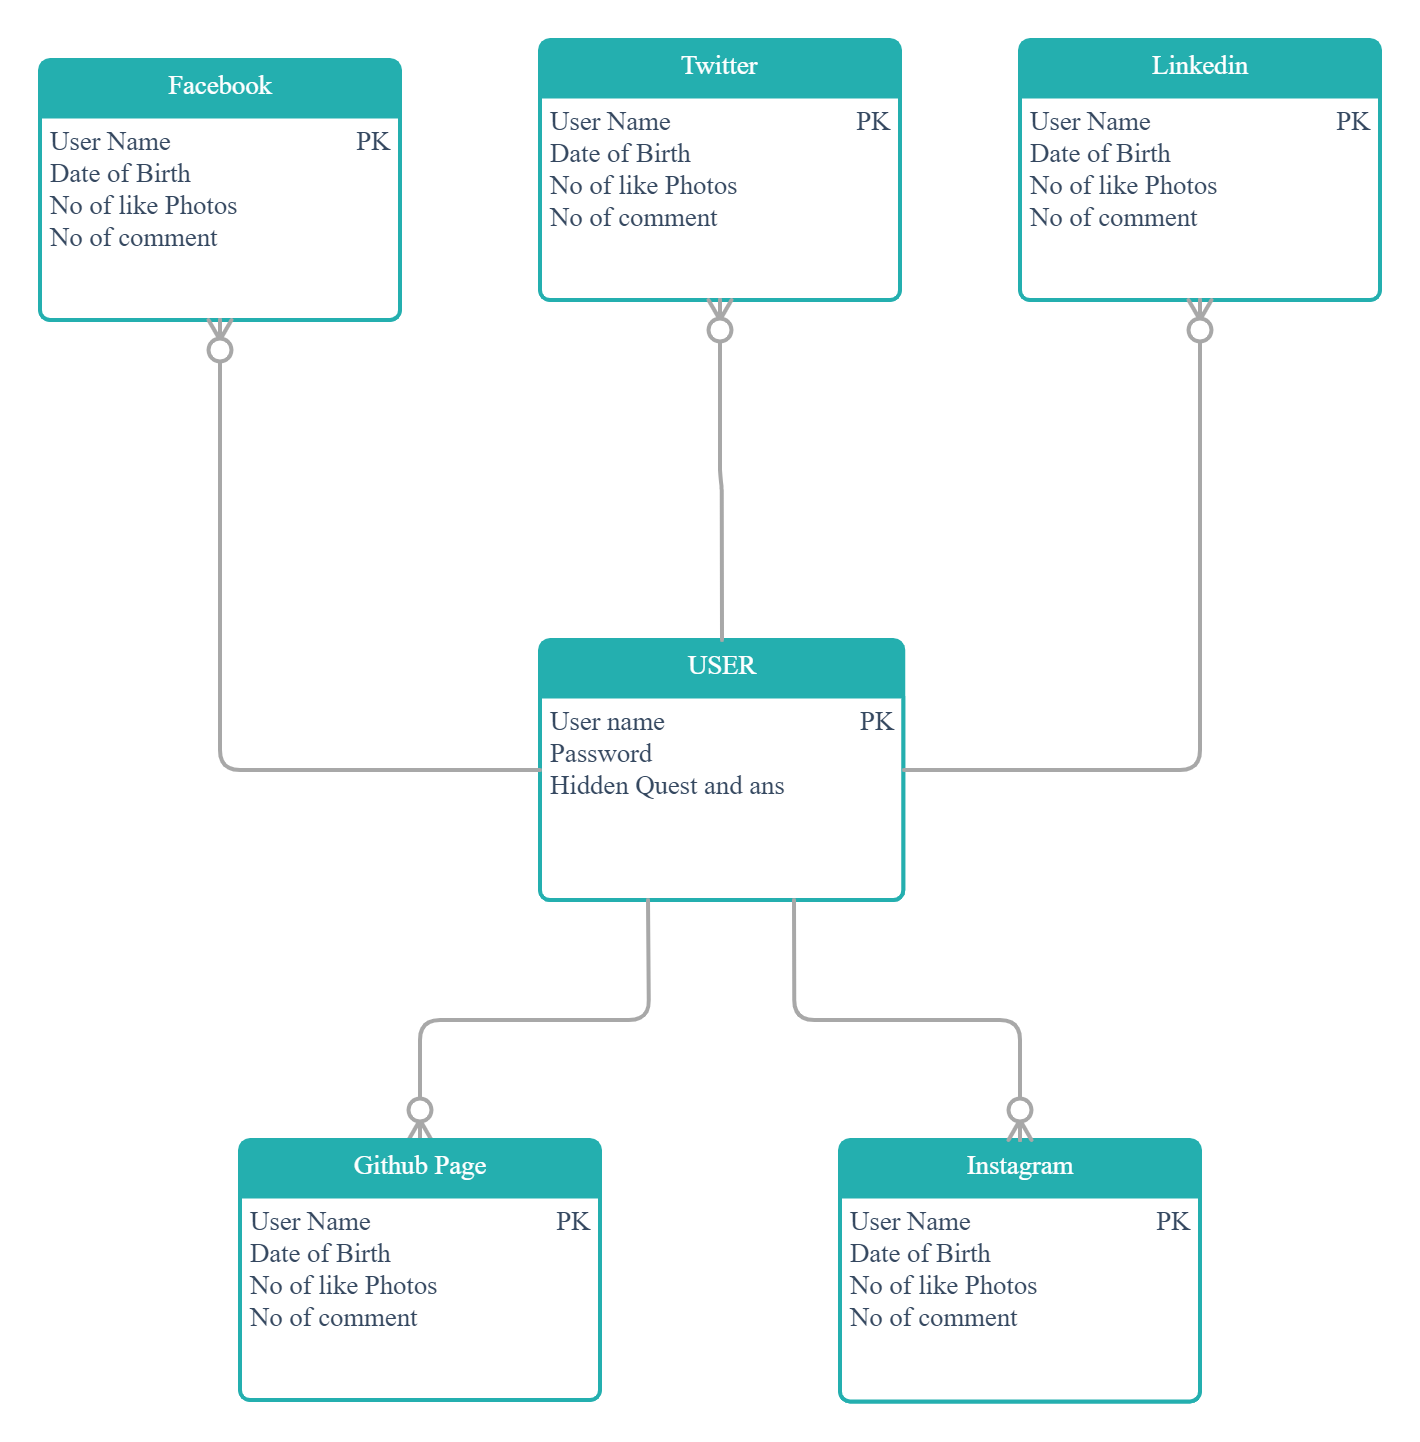 Facebook
User Name PK
Date of Birth
No of like Photos
No of comment
Twitter
User Name PK
Date of Birth
No of like Photos
No of comment
Linkedin
User Name PK
Date of Birth
No of like Photos
No of comment
USER
User name PK
Password
Hidden Quest and ans
Github Page
User Name PK
Date of Birth
No of like Photos
No of comment
Instagram
User Name PK
Date of Birth
No of like Photos
No of comment